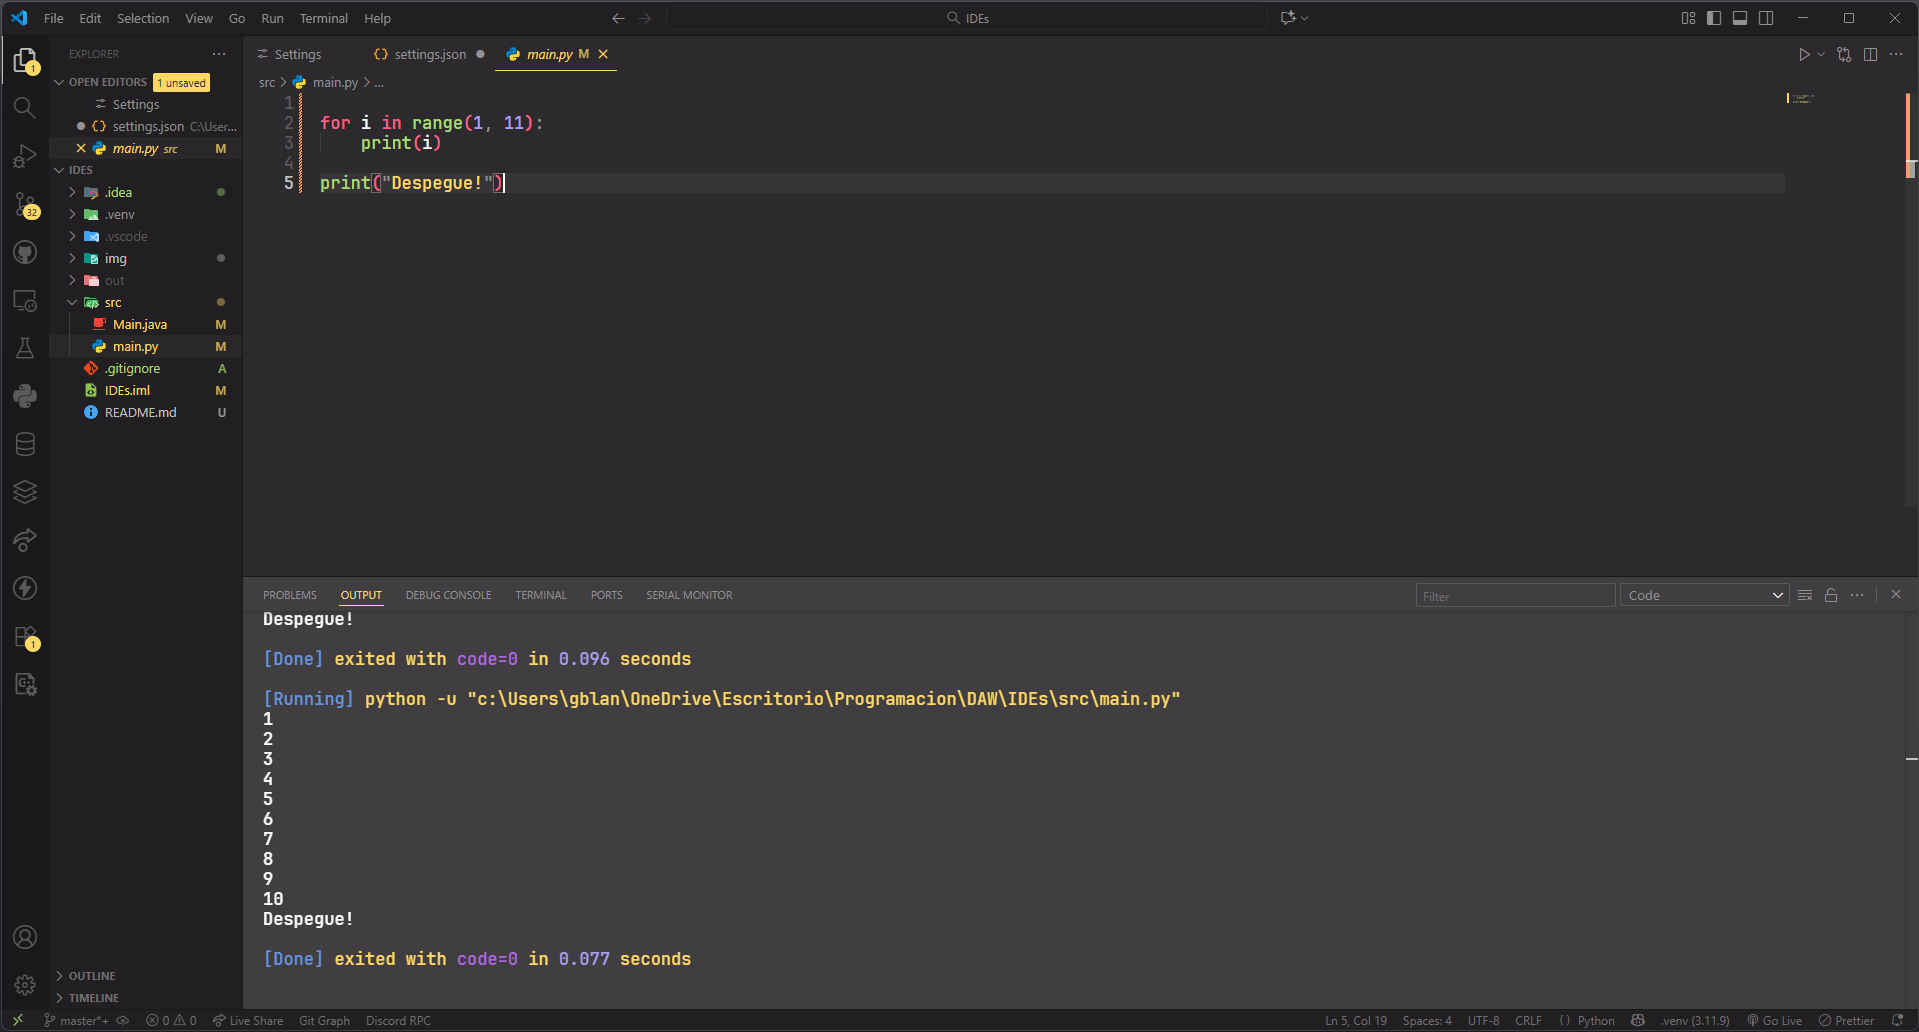 File Edit Selection View Go Run Terminal Help
IDEs
EXPLORER
OPEN EDITORS 1 unsaved
Settings
settings.json C:\User...
main.py src M
IDES
.idea
.venv
.vscode
img
out
src
Main.java M
main.py M
.gitignore A
IDEs.iml M
README.md U
OUTLINE
TIMELINE
1
32
1
Settings settings.json main.py M
src > main.py > ...
1
2 for i in range(1, 11):
3 print(i)
4
5 print("Despegue!")
PROBLEMS OUTPUT DEBUG CONSOLE TERMINAL PORTS SERIAL MONITOR Filter Code
Despegue!
[Done] exited with code=0 in 0.096 seconds
[Running] python -u "c:\Users\gblan\OneDrive\Escritorio\Programacion\DAW\IDEs\src\main.py"
1
2
3
4
5
6
7
8
9
10
Despegue!
[Done] exited with code=0 in 0.077 seconds
master*+ 0 0 Live Share Git Graph Discord RPC Ln 5, Col 19 Spaces: 4 UTF-8 CRLF { } Python .venv (3.11.9) Go Live Prettier